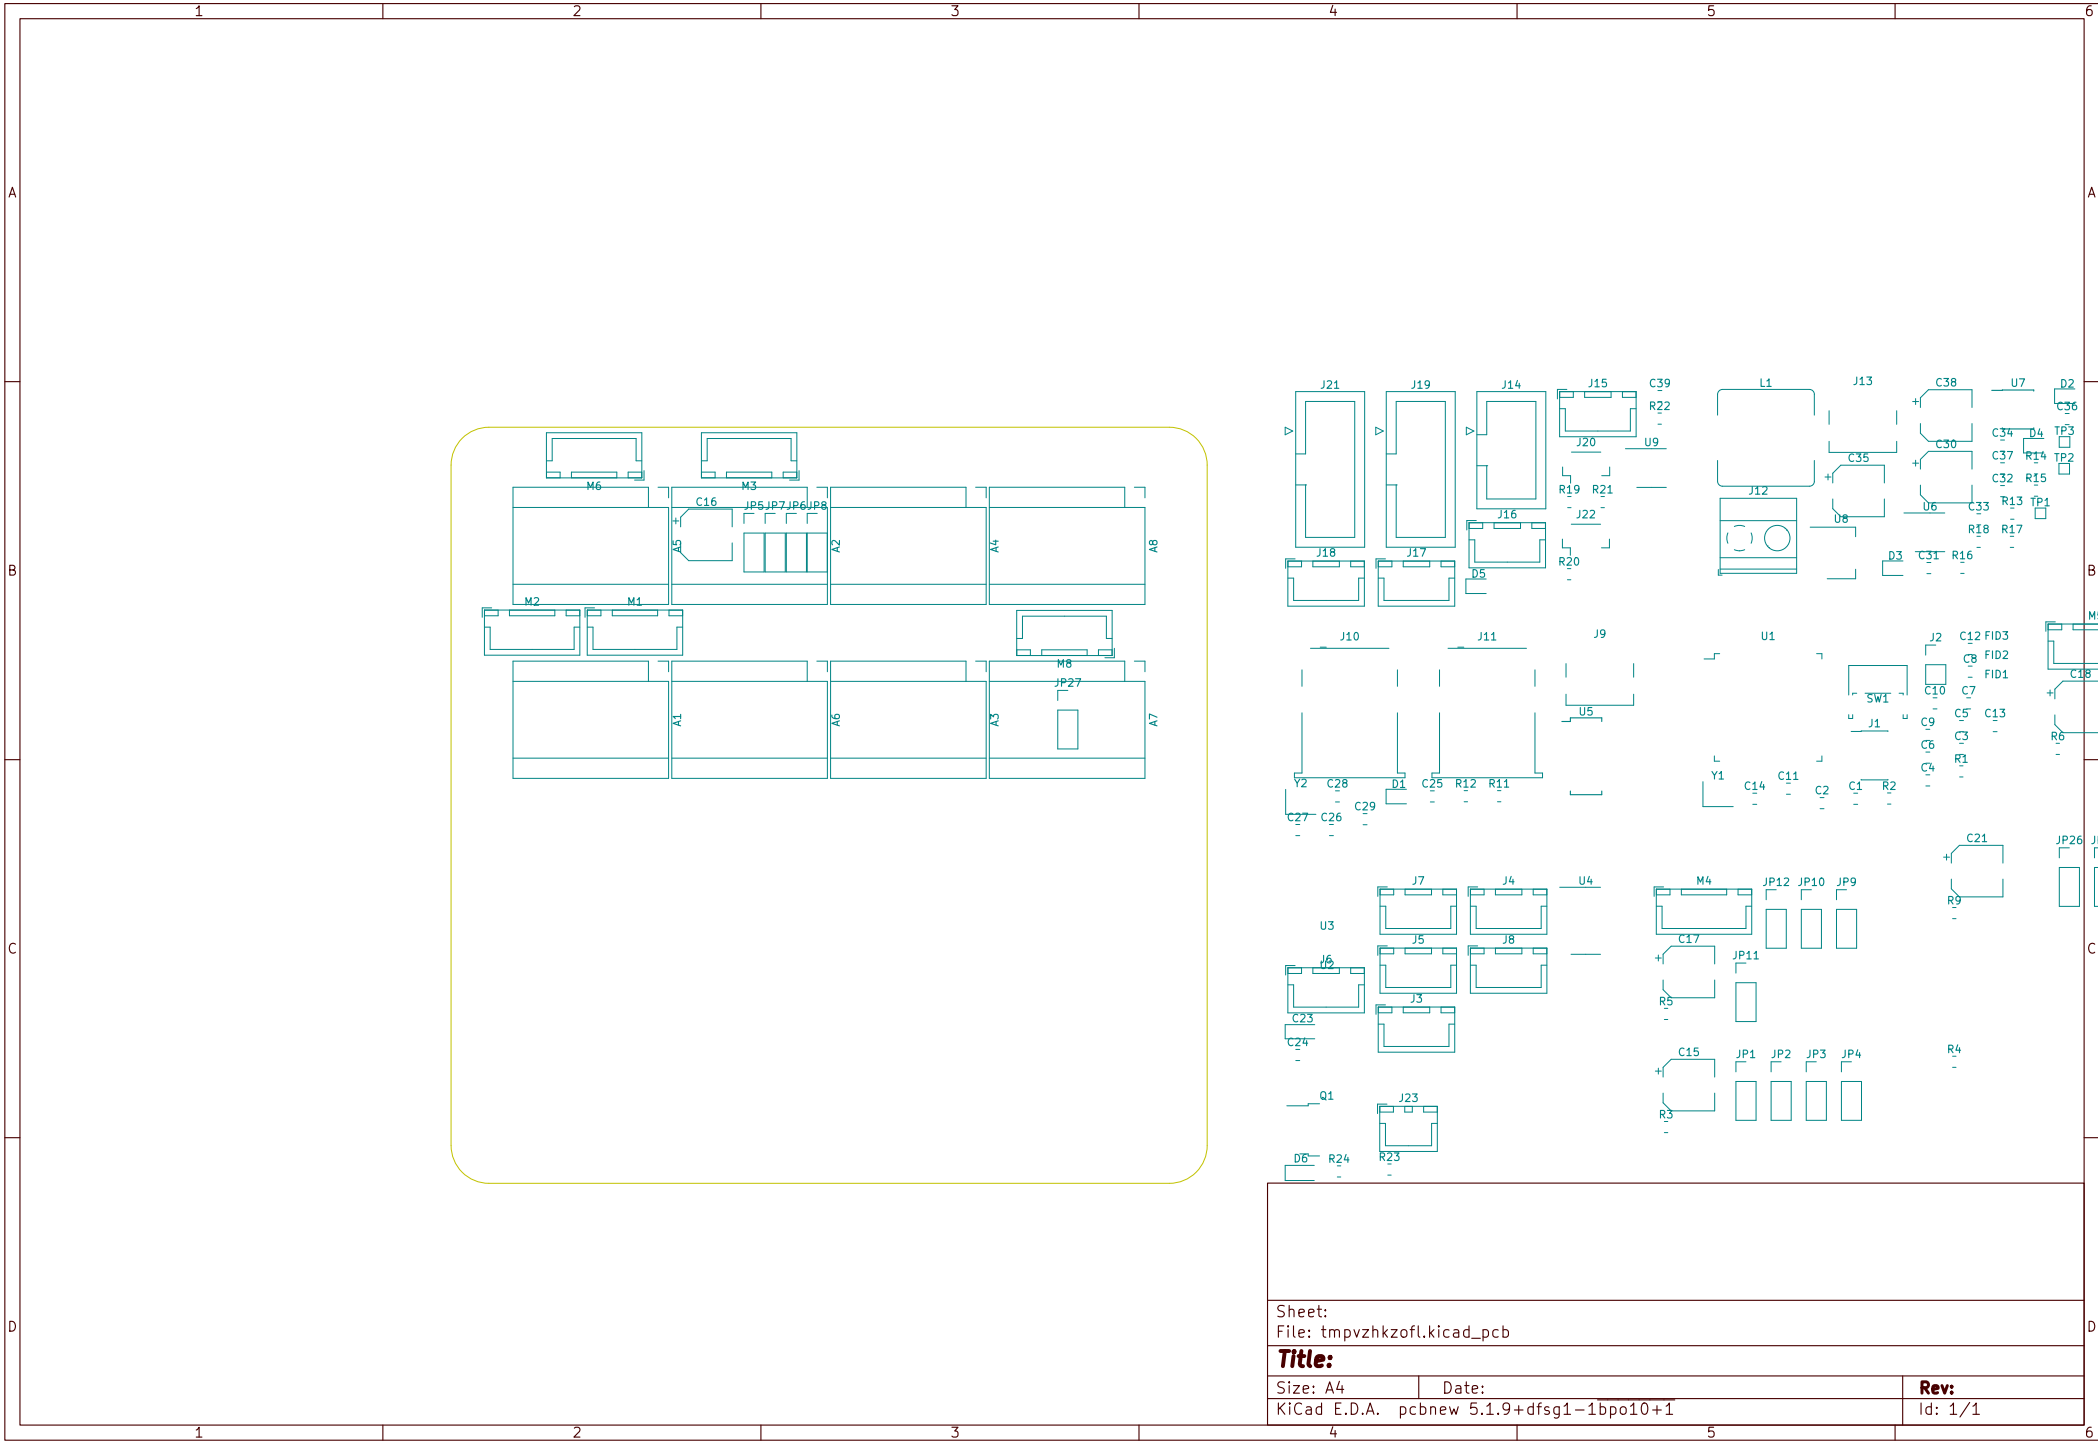 1 2 3 4 5 6
A A
J21 J19 J14 J15 C39 L1 J13 C38 U7 D2
R22 C36
J20 U9 C30 C34 D4 TP3
C35 C37 R14 TP2
M6 M3 R19 R21 J12 C32 R15
C16 JP5 JP7 JP6 JP8 J16 J22 U8 U6 C33 R13 TP1
R18 R17
A5 A2 A4 A8 J18 J17
B B
D5 R20 D3 C31 R16
M2 M1
J10 J11 J9 U1 J2 C12 FID3
C8 FID2
M8 FID1 C18
JP27 SW1 C10 C7
A1 A6 A3 A7 U5 J1 C9 C5 C13
C6 C3 R6
C4 R1
Y2 C28 D1 C25 R12 R11 Y1 C14 C11 C2 C1 R2
C27 C26 C29
C21 JP26
J7 J4 U4 M4 JP12 JP10 JP9
R9
U3
C C
J6 J5 J8 C17 JP11
U2
J3 R5
C23
C24 C15 JP1 JP2 JP3 JP4 R4
Q1 J23 R3
D6 R24 R23
Sheet:
File: tmpvzhkzofl.kicad_pcb
D D
Title:
Size: A4 Date: Rev:
KiCad E.D.A. pcbnew 5.1.9+dfsg1-1bpo10+1 Id: 1/1
1 2 3 4 5 6